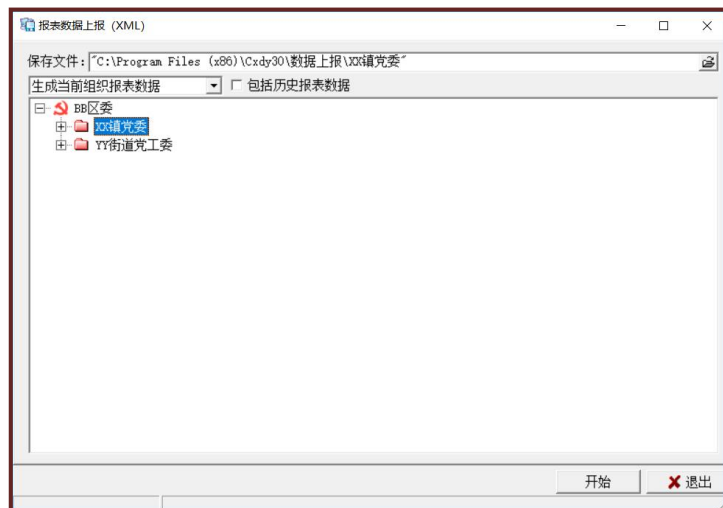 报表数据上报 (XML)
保存文件: "C:\Program Files (x86)\Cxdy30\数据上报\XX镇党委"
生成当前组织报表数据 包括历史报表数据
BB区委
XX镇党委
YY街道党工委
开始 退出